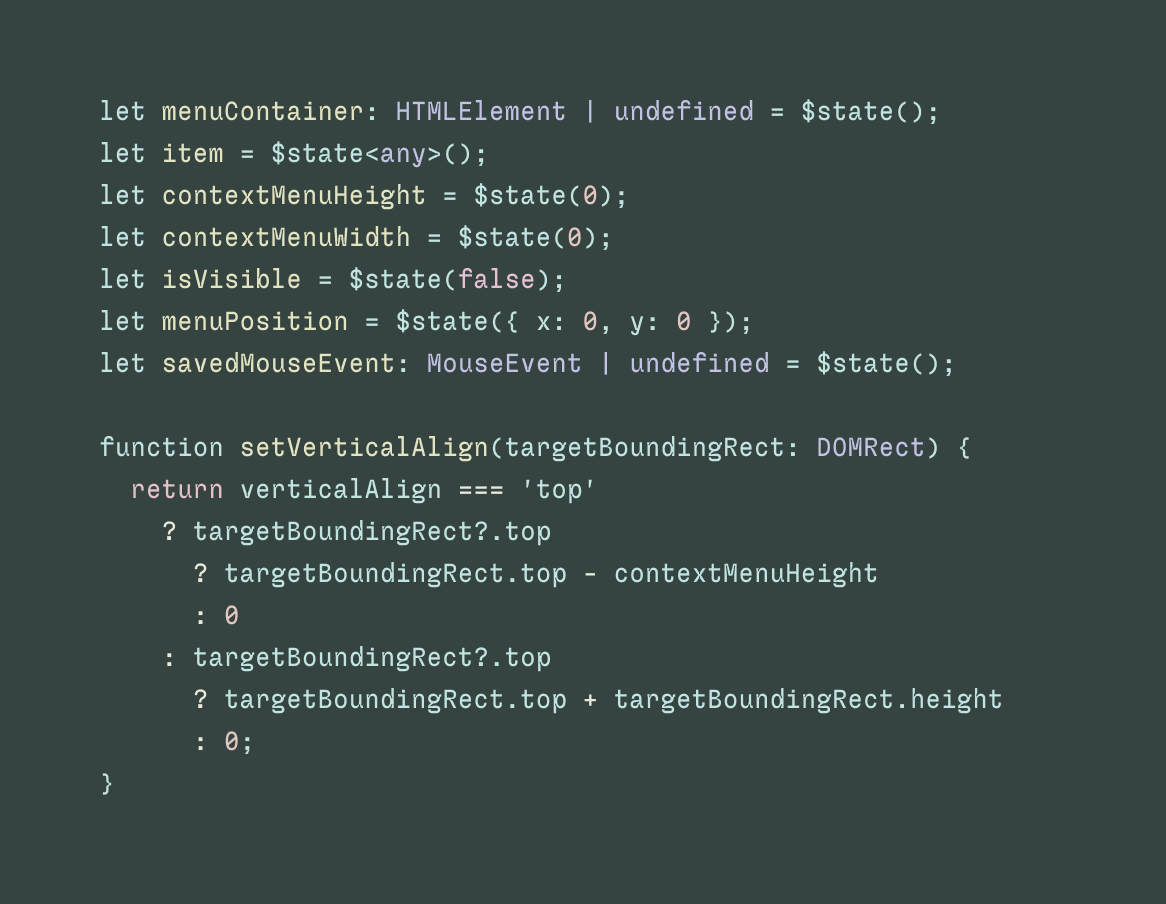 let menuContainer: HTMLElement | undefined = $state();
let item = $state<any>();
let contextMenuHeight = $state(0);
let contextMenuWidth = $state(0);
let isVisible = $state(false);
let menuPosition = $state({ x: 0, y: 0 });
let savedMouseEvent: MouseEvent | undefined = $state();

function setVerticalAlign(targetBoundingRect: DOMRect) {
  return verticalAlign === 'top'
    ? targetBoundingRect?.top
      ? targetBoundingRect.top - contextMenuHeight
      : 0
    : targetBoundingRect?.top
      ? targetBoundingRect.top + targetBoundingRect.height
      : 0;
}